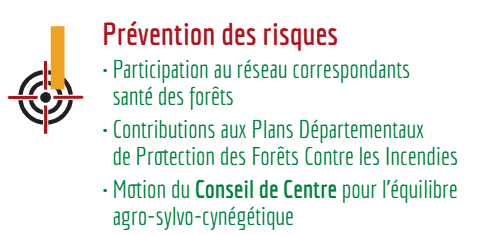 Prévention des risques
· Participation au réseau correspondants
santé des forêts
· Contributions aux Plans Départementaux
de Protection des Forêts Contre les Incendies
· Motion du Conseil de Centre pour l'équilibre
agro-sylvo-cynégétique